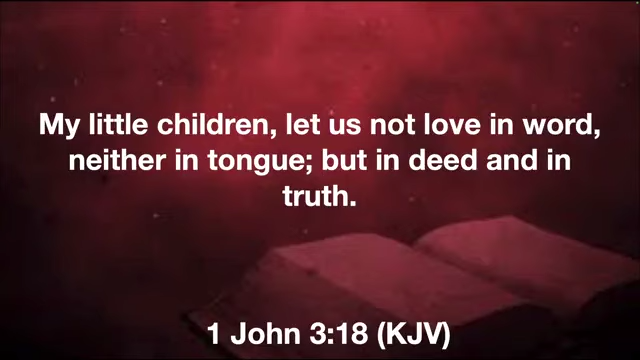 My little children, let us not love in word,
neither in tongue; but in deed and in
truth.
1 John 3:18 (KJV)